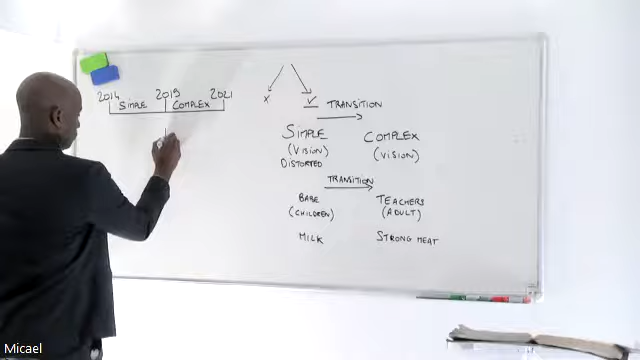 2014 2019 2021
SIMPLE COMPLEX
X V TRANSITION
SIMPLE COMPLEX
(VISION) (VISION)
DISTORTED
TRANSITION
BABE TEACHERS
(CHILDREN) (ADULT)
MILK STRONG MEAT
Micael